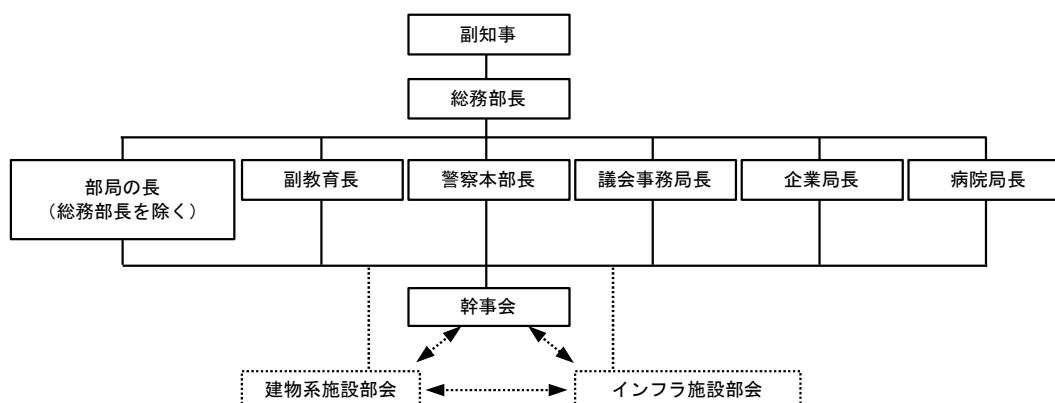 副知事
総務部長
部局の長
（総務部長を除く）
副教育長
警察本部長
議会事務局長
企業局長
病院局長
幹事会
建物系施設部会
インフラ施設部会